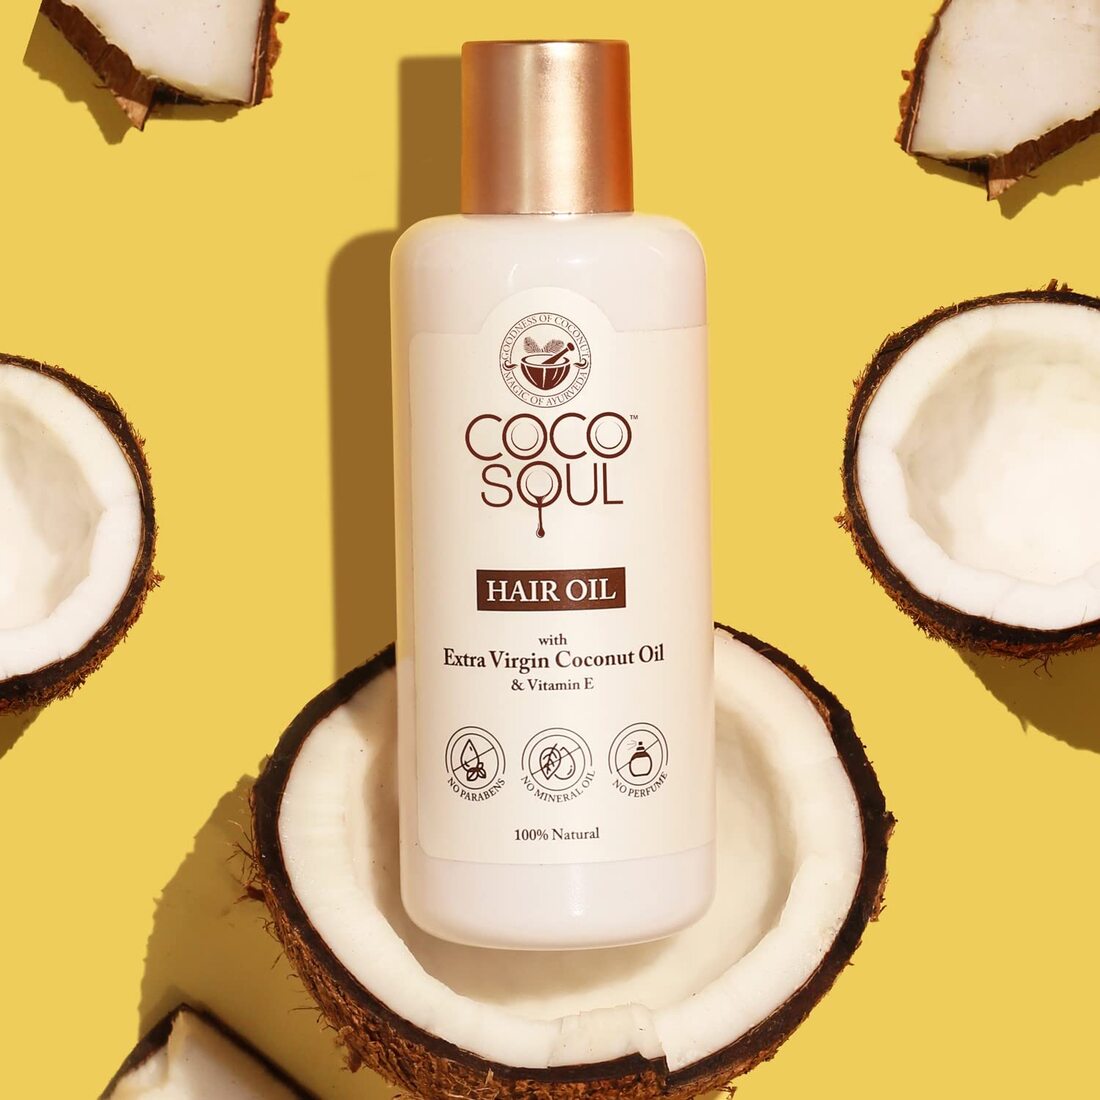 GOODNESS OF COCONUT
MAGIC OF AYURVEDA
COCO™
SOUL
HAIR OIL
with
Extra Virgin Coconut Oil
& Vitamin E
NO PARABENS
NO MINERAL OIL
NO PERFUME
100% Natural